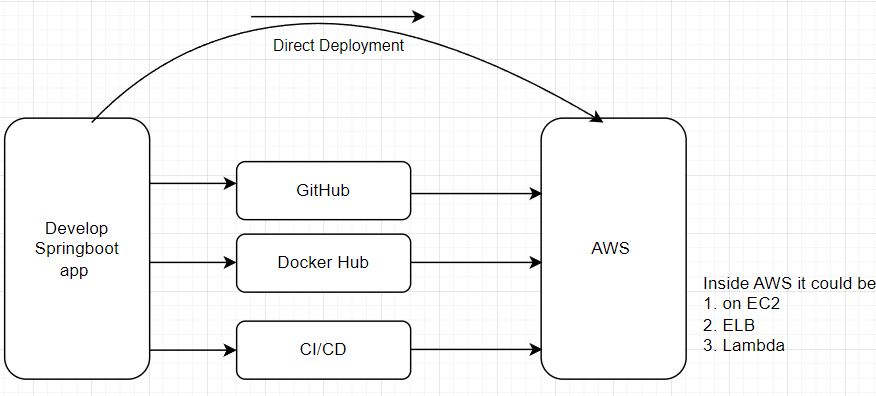 Direct Deployment
Develop
Springboot
app
GitHub
Docker Hub
CI/CD
AWS
Inside AWS it could be
1. on EC2
2. ELB
3. Lambda